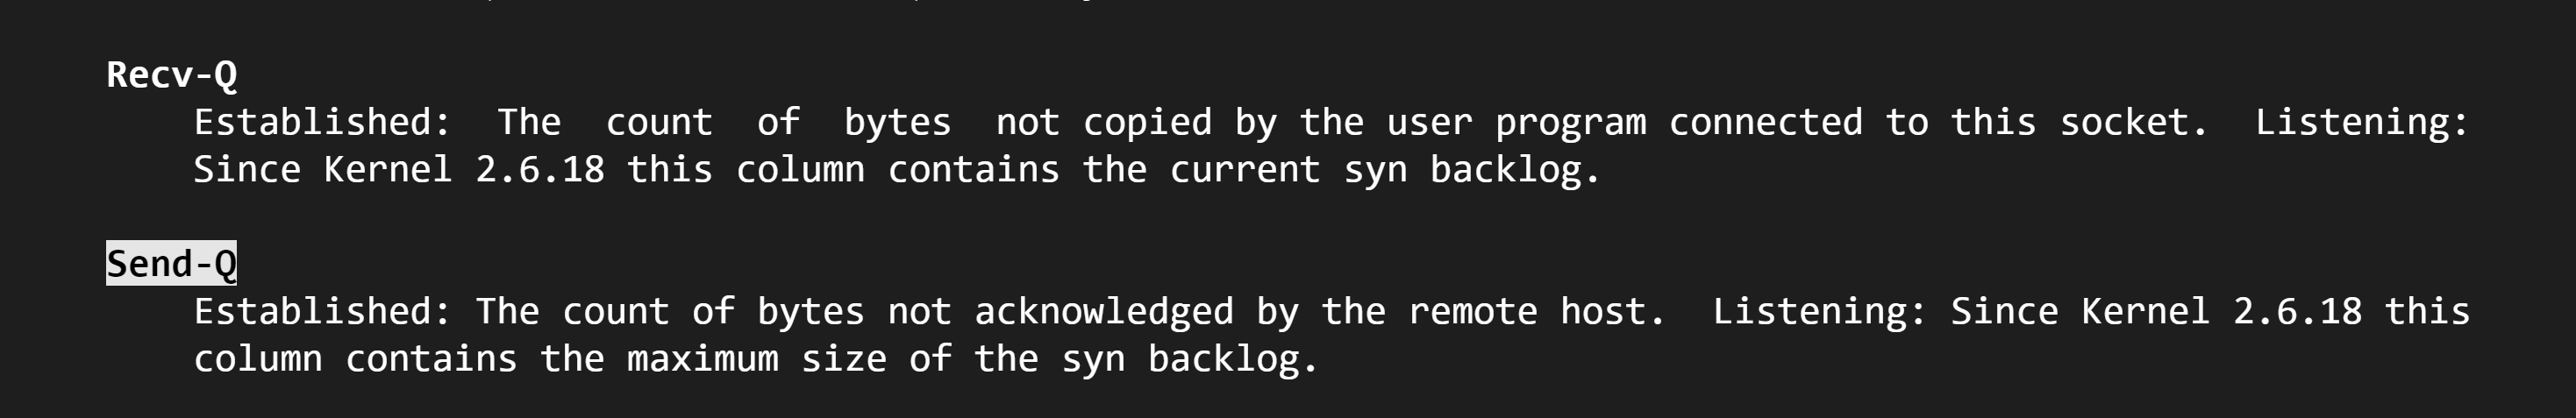 Recv-Q
Established: The count of bytes not copied by the user program connected to this socket. Listening:
Since Kernel 2.6.18 this column contains the current syn backlog.
Send-Q
Established: The count of bytes not acknowledged by the remote host. Listening: Since Kernel 2.6.18 this
column contains the maximum size of the syn backlog.